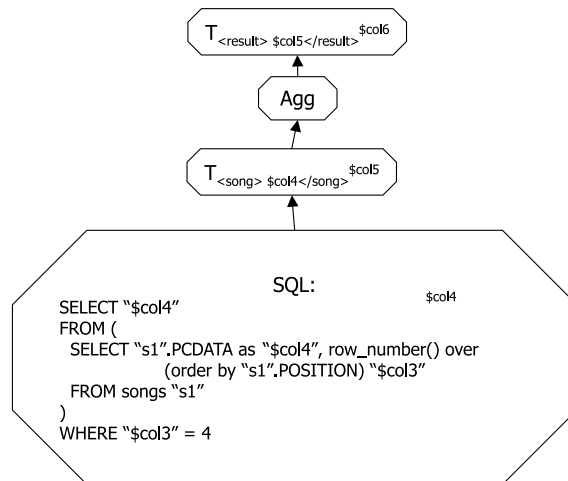 T<result> $col5</result>$col6
Agg
T<song> $col4</song>$col5
SQL:
$col4
SELECT “$col4”
FROM (
SELECT “s1”.PCDATA as “$col4”, row_number() over
(order by “s1”.POSITION) “$col3”
FROM songs “s1”
)
WHERE “$col3” = 4